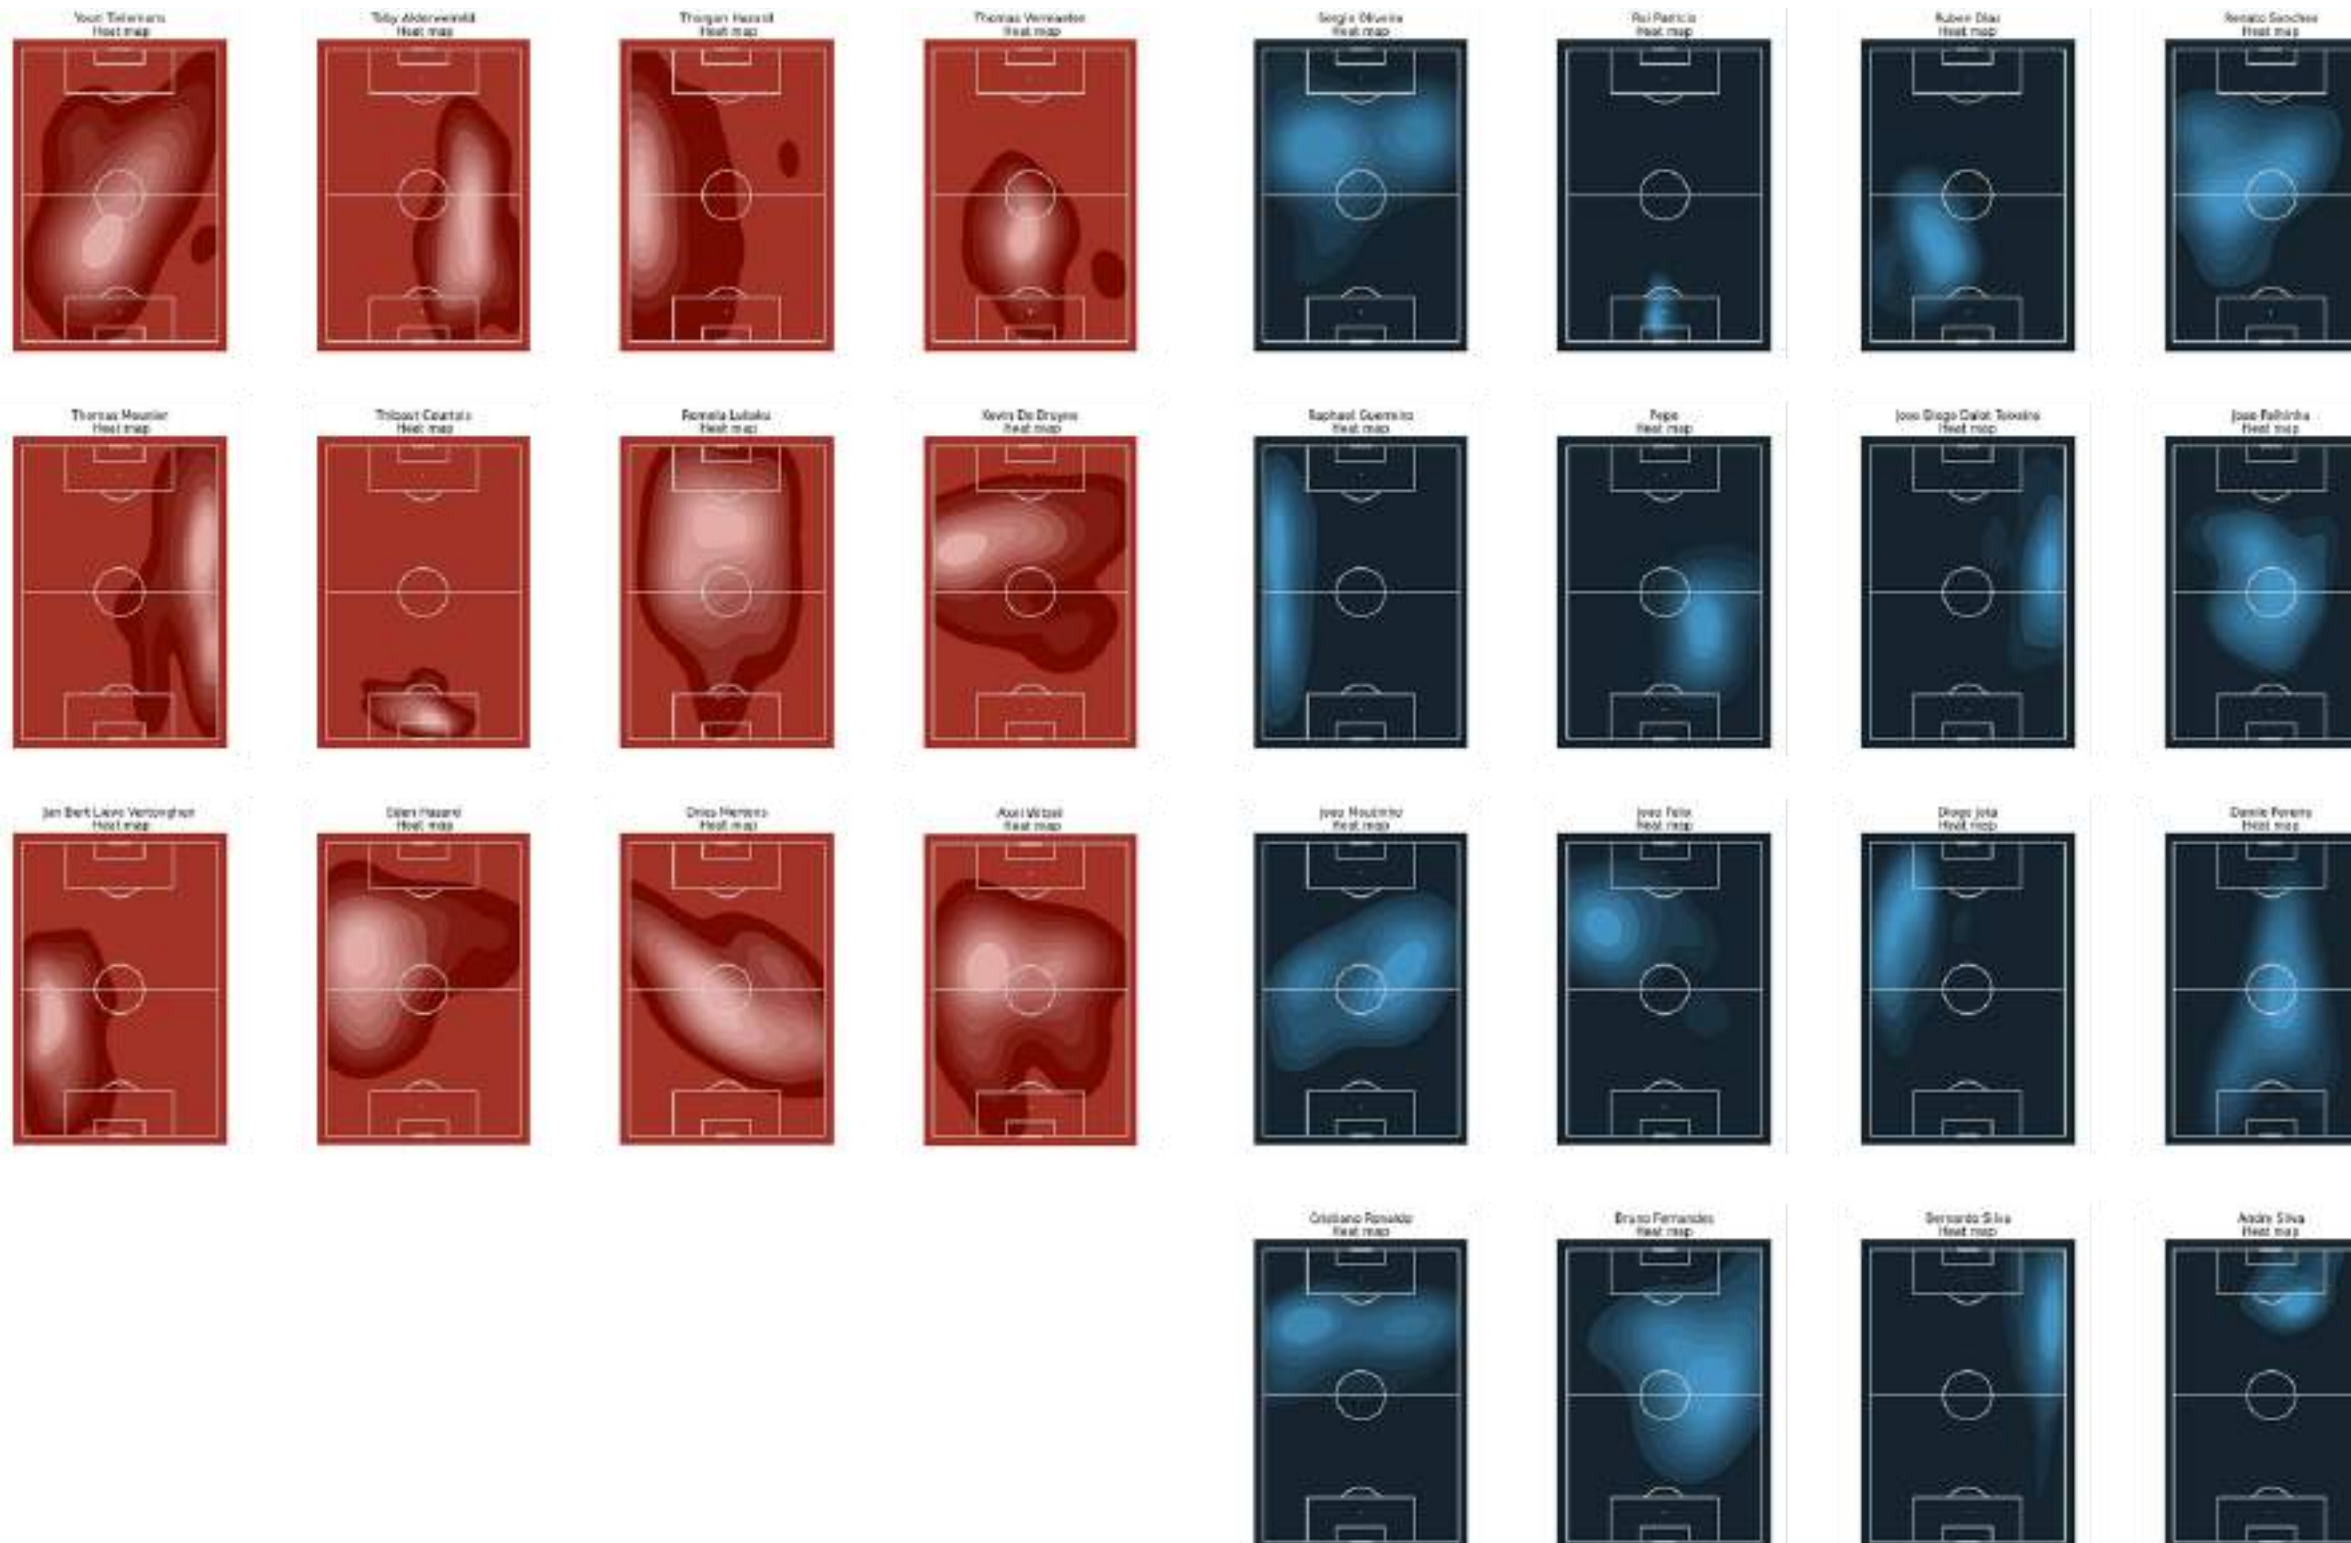 Youri Tielemans
Heat map
Toby Alderweireld
Heat map
Thorgan Hazard
Heat map
Thomas Vermaelen
Heat map
Sergio Oliveira
Heat map
Rui Patricio
Heat map
Ruben Dias
Heat map
Renato Sanches
Heat map
Thomas Meunier
Heat map
Thibaut Courtois
Heat map
Romelu Lukaku
Heat map
Kevin De Bruyne
Heat map
Raphael Guerreiro
Heat map
Pepe
Heat map
Jose Diogo Dalot Teixeira
Heat map
Joao Palhinha
Heat map
Jan Bert Lieve Vertonghen
Heat map
Eden Hazard
Heat map
Dries Mertens
Heat map
Axel Witsel
Heat map
Joao Moutinho
Heat map
Joao Felix
Heat map
Diogo Jota
Heat map
Danilo Pereira
Heat map
Cristiano Ronaldo
Heat map
Bruno Fernandes
Heat map
Bernardo Silva
Heat map
Andre Silva
Heat map